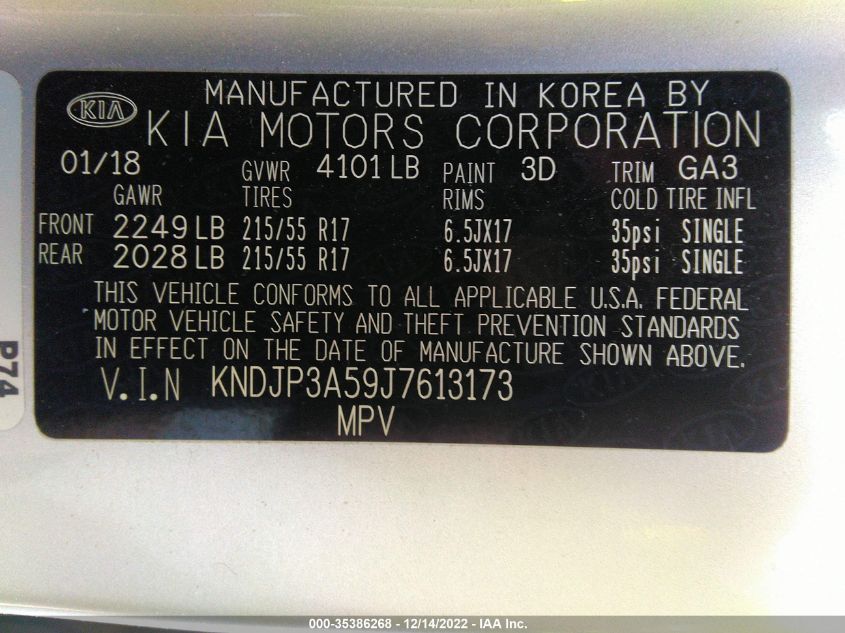 KIA
MANUFACTURED IN KOREA BY
KIA MOTORS CORPORATION
01/18 GVWR 4101 LB PAINT 3D TRIM GA3
GAWR TIRES RIMS COLD TIRE INFL
FRONT 2249 LB 215/55 R17 6.5JX17 35psi SINGLE
REAR 2028 LB 215/55 R17 6.5JX17 35psi SINGLE
THIS VEHICLE CONFORMS TO ALL APPLICABLE U.S.A. FEDERAL
MOTOR VEHICLE SAFETY AND THEFT PREVENTION STANDARDS
IN EFFECT ON THE DATE OF MANUFACTURE SHOWN ABOVE.
V.I.N KNDJP3A59J7613173
MPV
P74
000-35386268 - 12/14/2022 - IAA Inc.